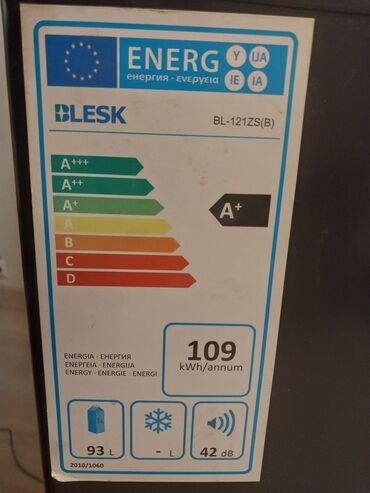 ENERG
Y IJA
IE IA
енергия · ενεργεια
BLESK
BL-121ZS(B)
A+++
A++
A+
A
B
C
D
A+
ENERGIA · ЕНЕРГИЯ
ΕΝΕΡΓΕΙΑ · ENERGIJA
ENERGY · ENERGIE · ENERGI
109
kWh/annum
93 L
- L
42 dB
2010/1060